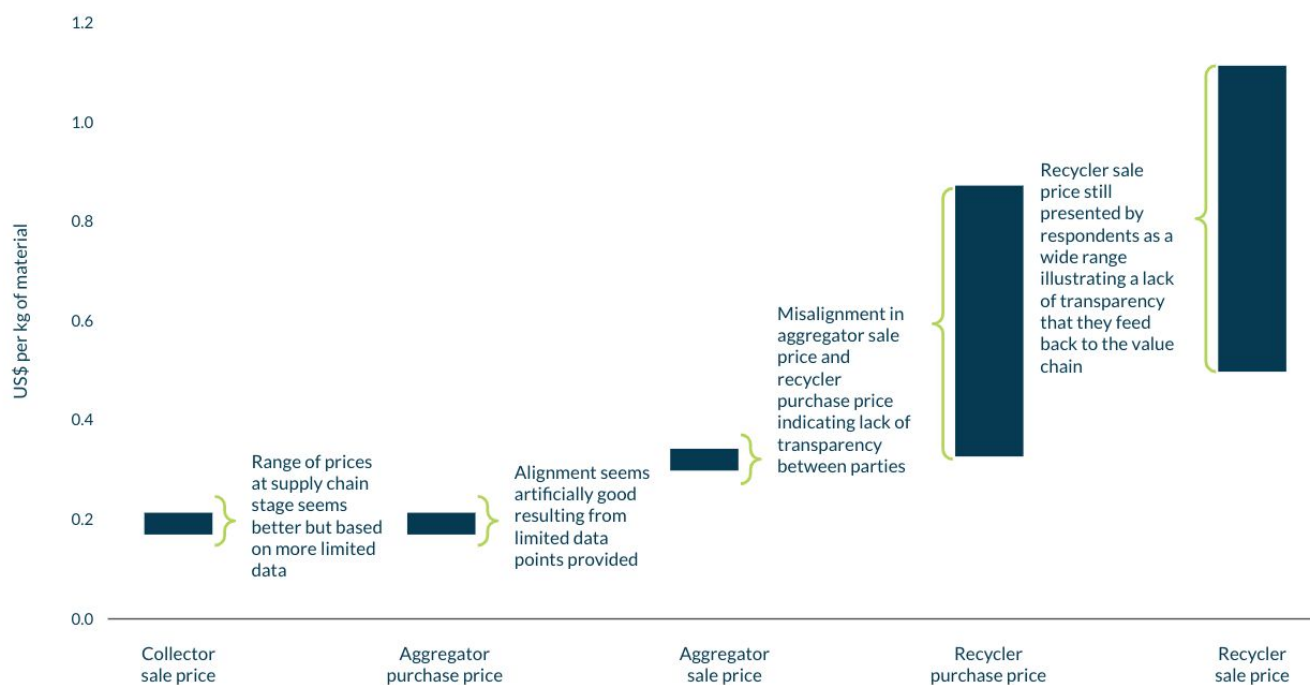 US$ per kg of material
1.2
1.0
0.8
0.6
0.4
0.2
0.0
Range of prices
at supply chain
stage seems
better but based
on more limited
data
Alignment seems
artificially good
resulting from
limited data
points provided
Misalignment in
aggregator sale
price and
recycler
purchase price
indicating lack of
transparency
between parties
Recycler sale
price still
presented by
respondents as a
wide range
illustrating a lack
of transparency
that they feed
back to the value
chain
Collector
sale price
Aggregator
purchase price
Aggregator
sale price
Recycler
purchase price
Recycler
sale price